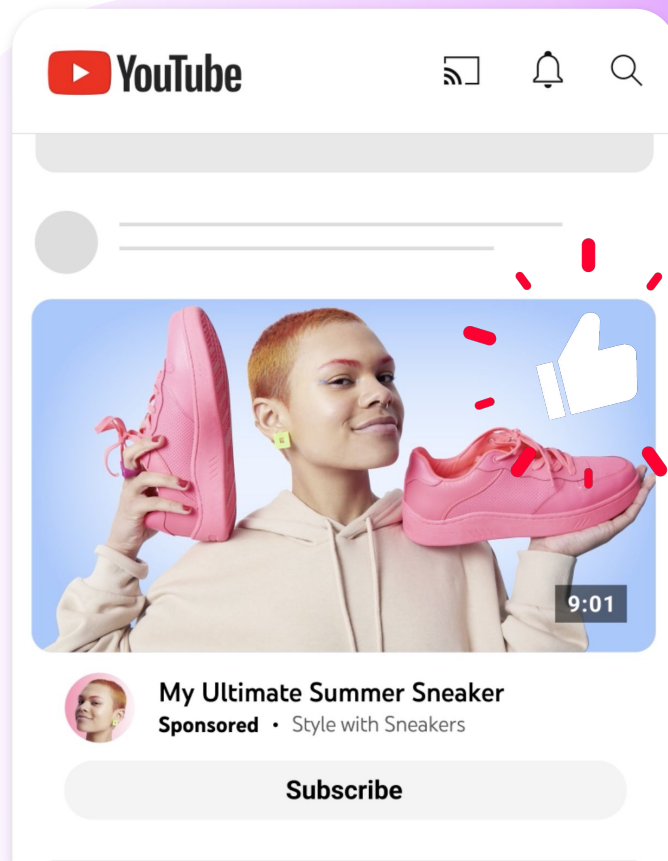 YouTube
9:01
My Ultimate Summer Sneaker
Sponsored • Style with Sneakers
Subscribe